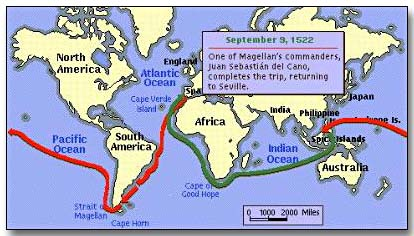 September 9, 1522
One of Magellan's commanders,
Juan Sebastián del Cano,
completes the trip, returning
to Seville.
North
America
England
Atlantic
Ocean
Cape Verde
Island
Africa
India
Japan
Philippine
Pacific
Ocean
South
America
Indian
Ocean
Australia
Strait of
Magellan
Cape Horn
Cape of
Good Hope
0 1000 2000 Miles